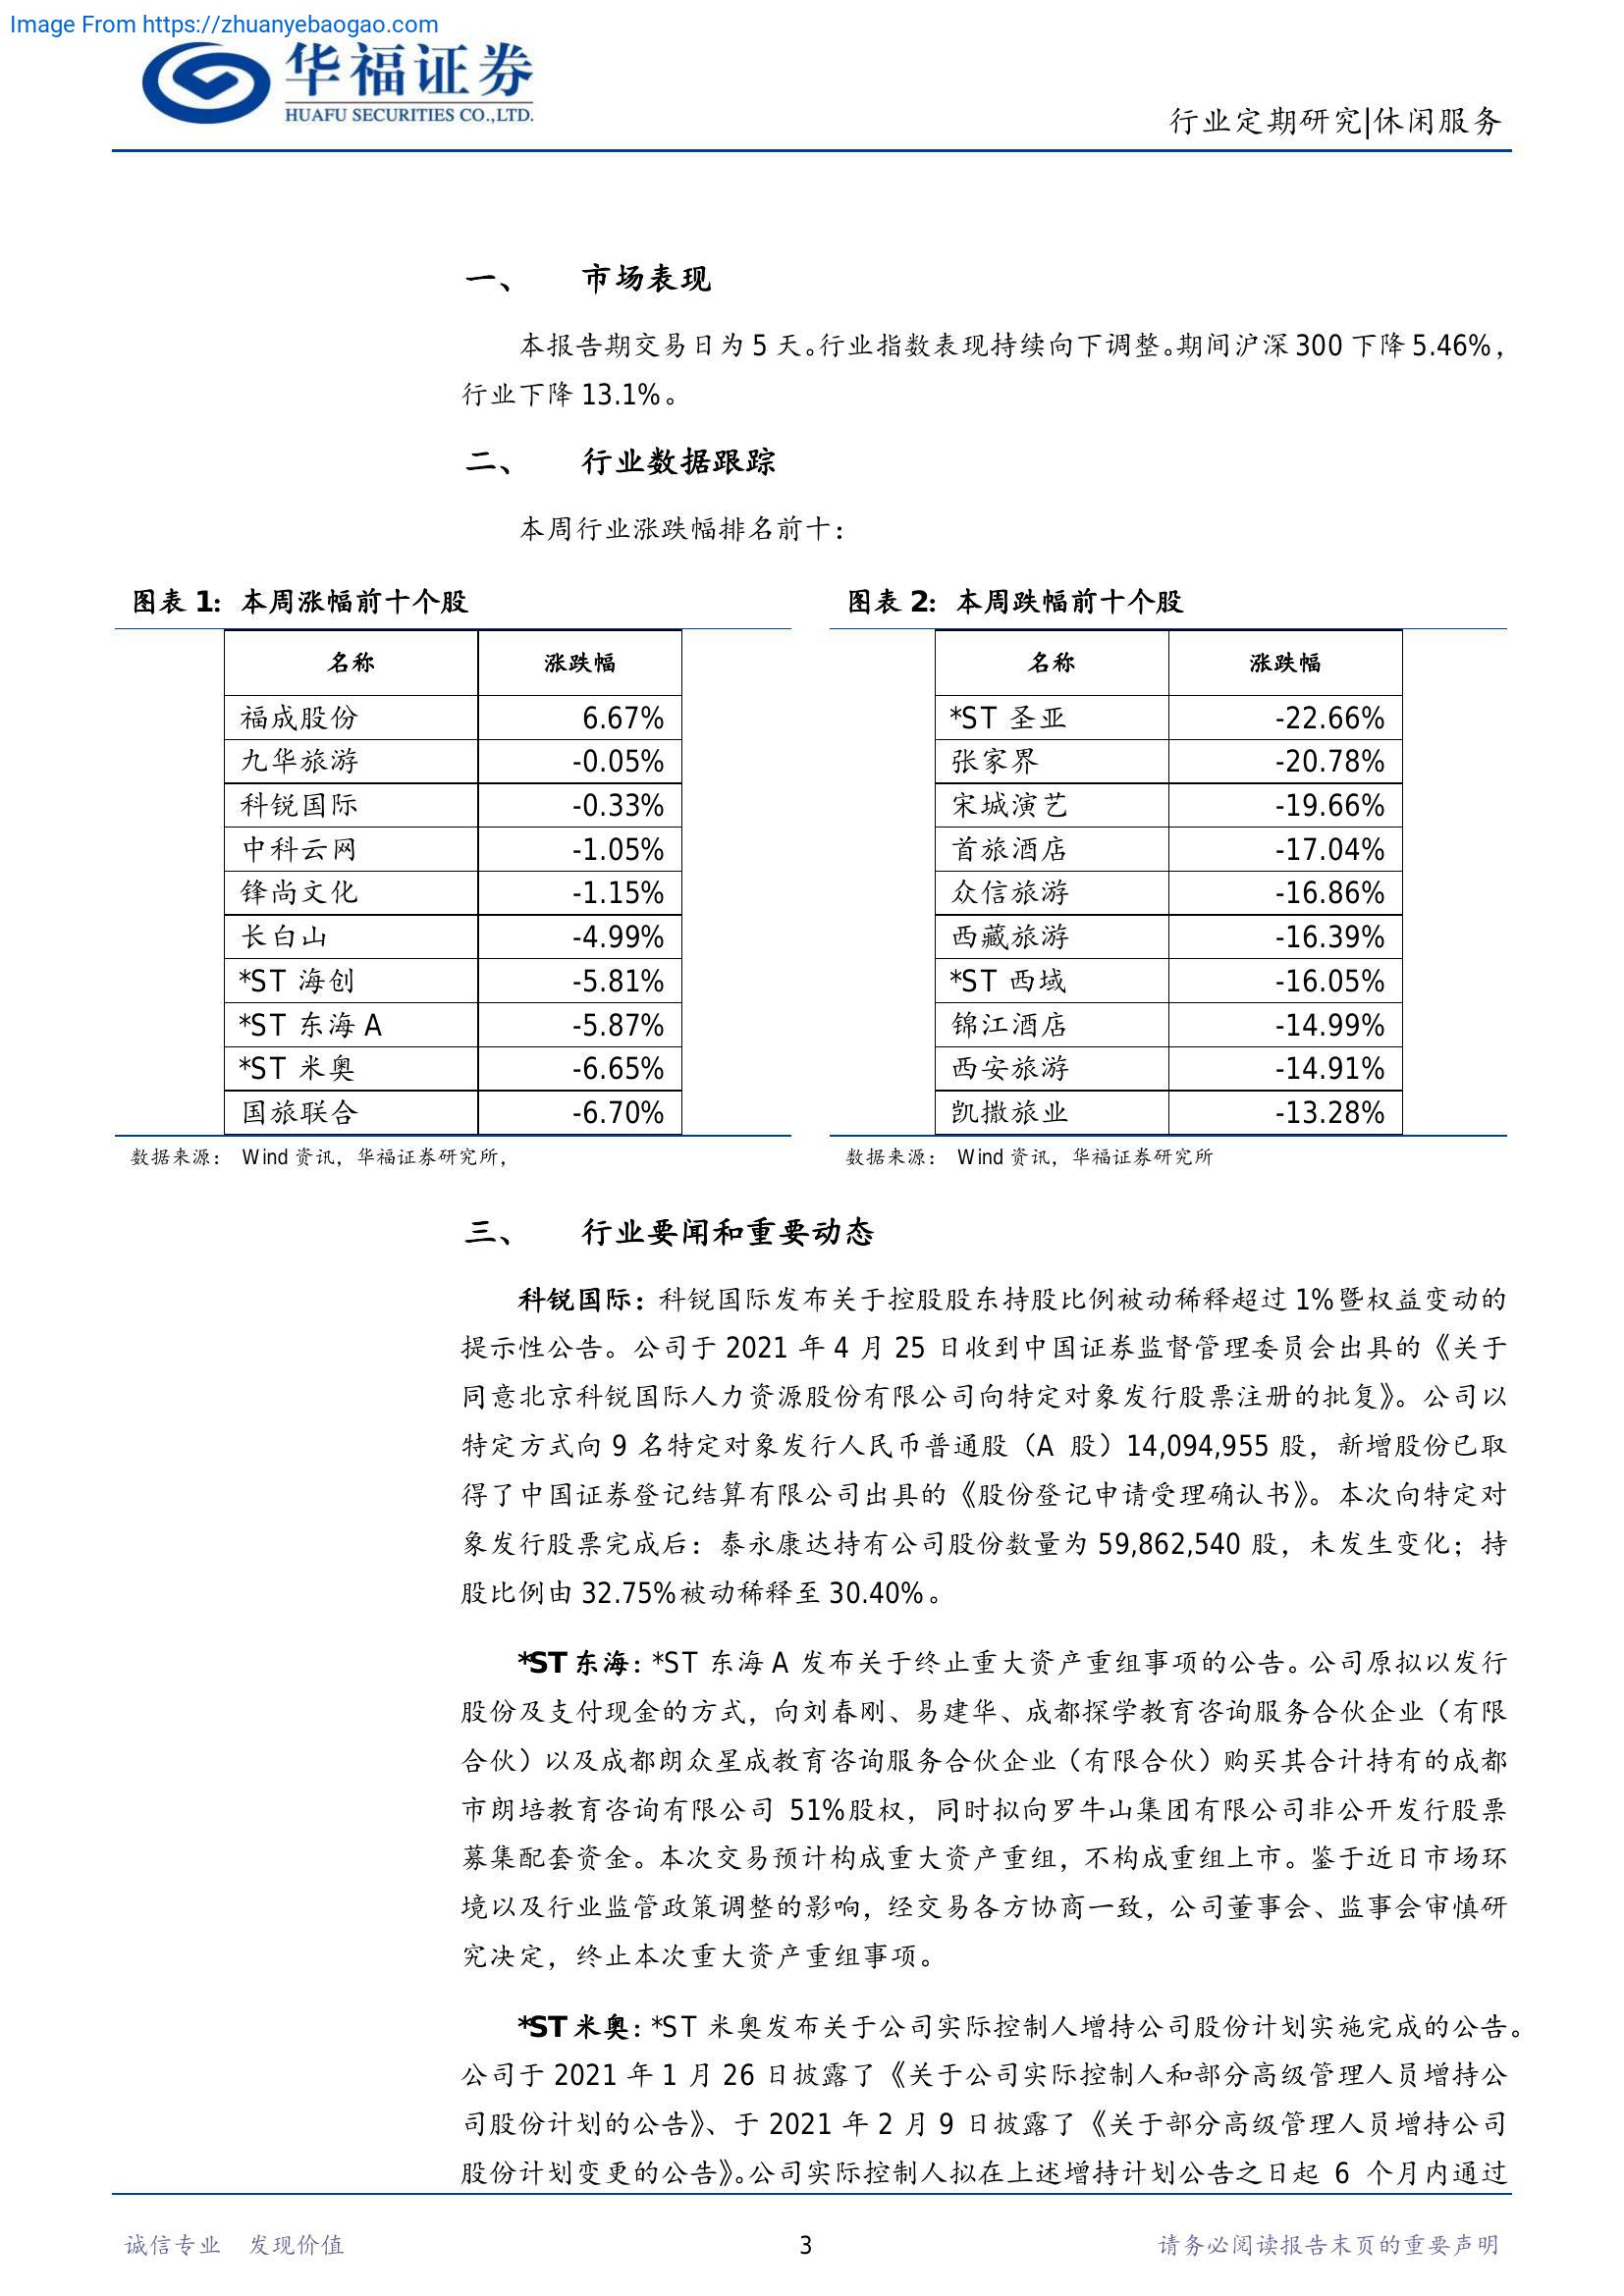 Image From https://zhuanyebaogao.com
华福证券
HUAFU SECURITIES CO.,LTD.
行业定期研究|休闲服务
一、 市场表现
本报告期交易日为 5 天。行业指数表现持续向下调整。期间沪深 300 下降 5.46%，
行业下降 13.1%。
二、 行业数据跟踪
本周行业涨跌幅排名前十：
图表 1： 本周涨幅前十个股
名称 涨跌幅
福成股份 6.67%
九华旅游 -0.05%
科锐国际 -0.33%
中科云网 -1.05%
锋尚文化 -1.15%
长白山 -4.99%
*ST 海创 -5.81%
*ST 东海 A -5.87%
*ST 米奥 -6.65%
国旅联合 -6.70%
数据来源： Wind 资讯，华福证券研究所，
图表 2： 本周跌幅前十个股
名称 涨跌幅
*ST 圣亚 -22.66%
张家界 -20.78%
宋城演艺 -19.66%
首旅酒店 -17.04%
众信旅游 -16.86%
西藏旅游 -16.39%
*ST 西域 -16.05%
锦江酒店 -14.99%
西安旅游 -14.91%
凯撒旅业 -13.28%
数据来源： Wind 资讯，华福证券研究所
三、 行业要闻和重要动态
科锐国际：科锐国际发布关于控股股东持股比例被动稀释超过 1%暨权益变动的
提示性公告。公司于 2021 年 4 月 25 日收到中国证券监督管理委员会出具的《关于
同意北京科锐国际人力资源股份有限公司向特定对象发行股票注册的批复》。公司以
特定方式向 9 名特定对象发行人民币普通股（A 股）14,094,955 股，新增股份已取
得了中国证券登记结算有限公司出具的《股份登记申请受理确认书》。本次向特定对
象发行股票完成后：泰永康达持有公司股份数量为 59,862,540 股，未发生变化；持
股比例由 32.75%被动稀释至 30.40%。
*ST 东海：*ST 东海 A 发布关于终止重大资产重组事项的公告。公司原拟以发行
股份及支付现金的方式，向刘春刚、易建华、成都探学教育咨询服务合伙企业（有限
合伙）以及成都朗众星成教育咨询服务合伙企业（有限合伙）购买其合计持有的成都
市朗培教育咨询有限公司 51%股权，同时拟向罗牛山集团有限公司非公开发行股票
募集配套资金。本次交易预计构成重大资产重组，不构成重组上市。鉴于近日市场环
境以及行业监管政策调整的影响，经交易各方协商一致，公司董事会、监事会审慎研
究决定，终止本次重大资产重组事项。
*ST 米奥：*ST 米奥发布关于公司实际控制人增持公司股份计划实施完成的公告。
公司于 2021 年 1 月 26 日披露了《关于公司实际控制人和部分高级管理人员增持公
司股份计划的公告》、于 2021 年 2 月 9 日披露了《关于部分高级管理人员增持公司
股份计划变更的公告》。公司实际控制人拟在上述增持计划公告之日起 6 个月内通过
诚信专业 发现价值
3
请务必阅读报告末页的重要声明